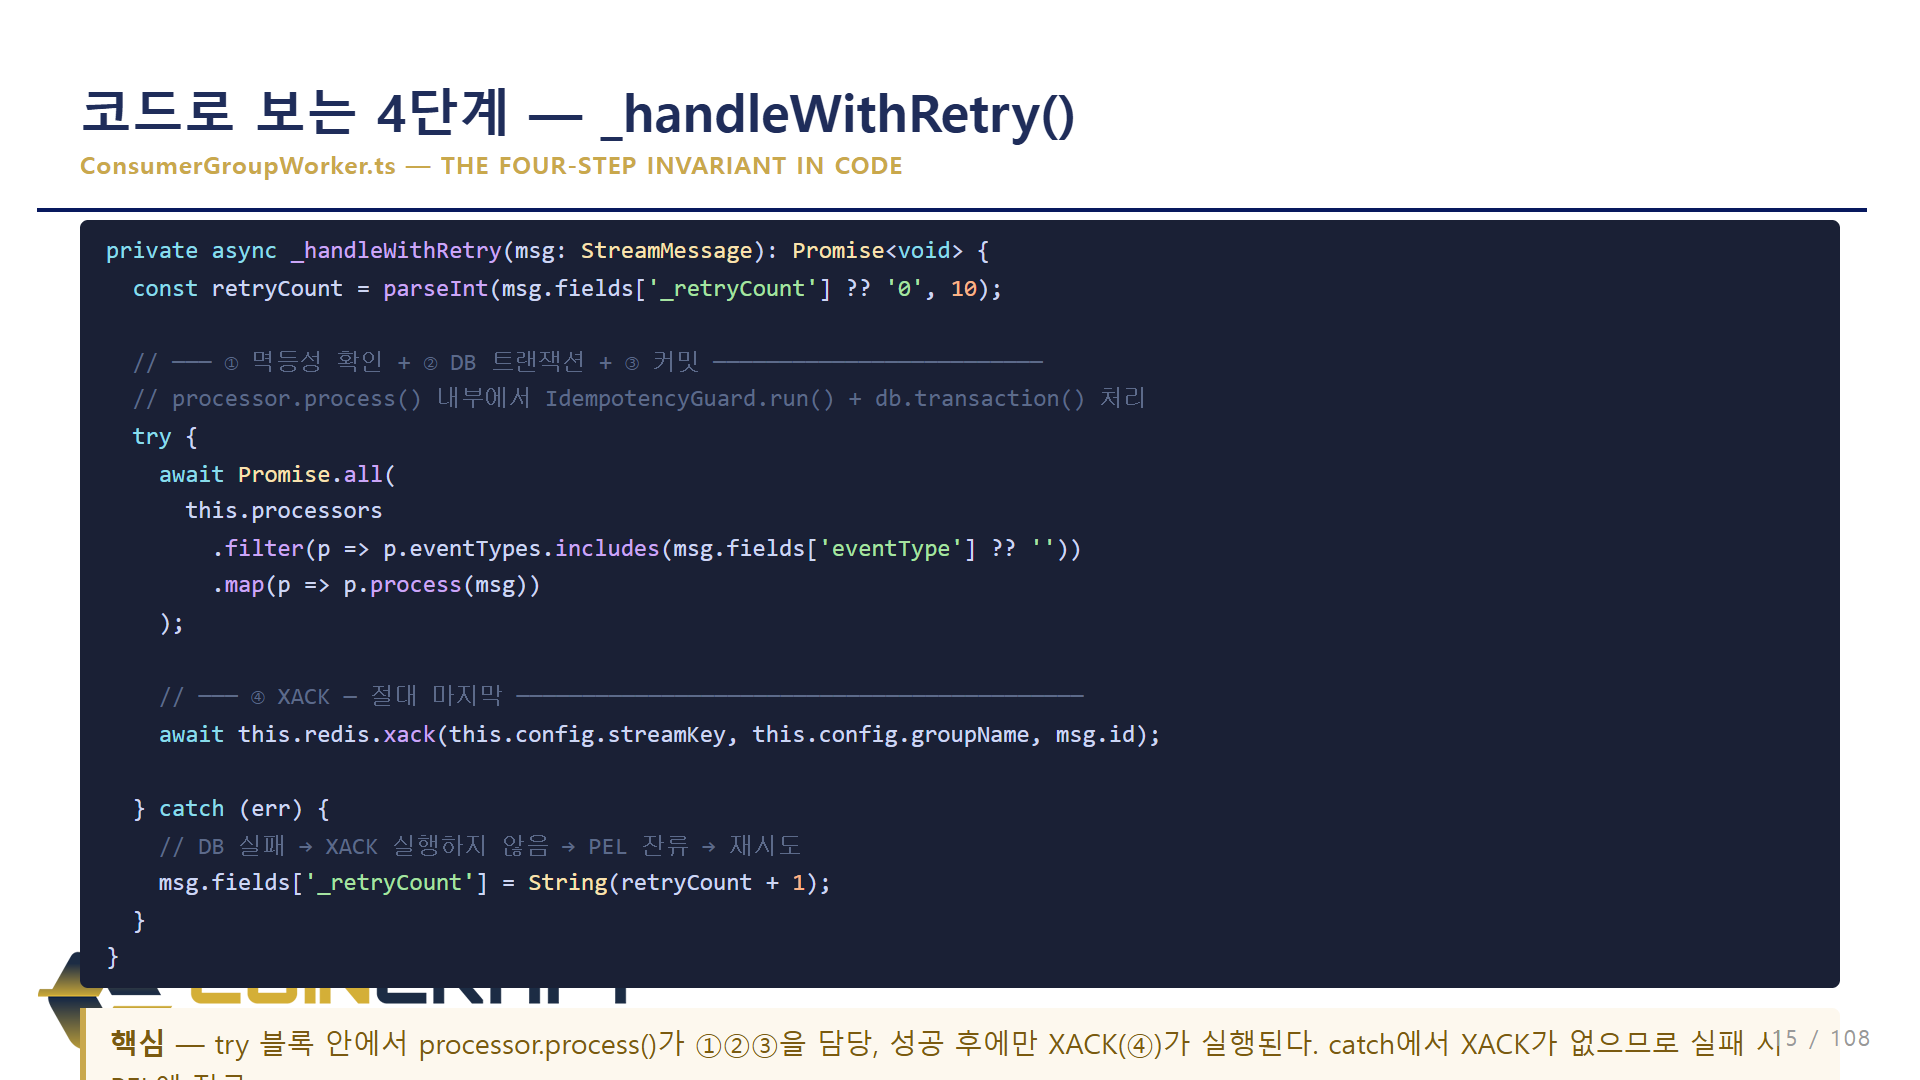 코드로 보는 4단계 — _handleWithRetry()
ConsumerGroupWorker.ts — THE FOUR-STEP INVARIANT IN CODE
private async _handleWithRetry(msg: StreamMessage): Promise<void> {
const retryCount = parseInt(msg.fields['_retryCount'] ?? '0', 10);
// ─── ① 멱등성 확인 + ② DB 트랜잭션 + ③ 커밋 ─────────────────────────
// processor.process() 내부에서 IdempotencyGuard.run() + db.transaction() 처리
try {
await Promise.all(
this.processors
.filter(p => p.eventTypes.includes(msg.fields['eventType'] ?? ''))
.map(p => p.process(msg))
);
// ─── ④ XACK — 절대 마지막 ───────────────────────────────────────────
await this.redis.xack(this.config.streamKey, this.config.groupName, msg.id);
} catch (err) {
// DB 실패 → XACK 실행하지 않음 → PEL 잔류 → 재시도
msg.fields['_retryCount'] = String(retryCount + 1);
}
}
핵심 — try 블록 안에서 processor.process()가 ①②③을 담당, 성공 후에만 XACK(④)가 실행된다. catch에서 XACK가 없으므로 실패 시
15 / 108